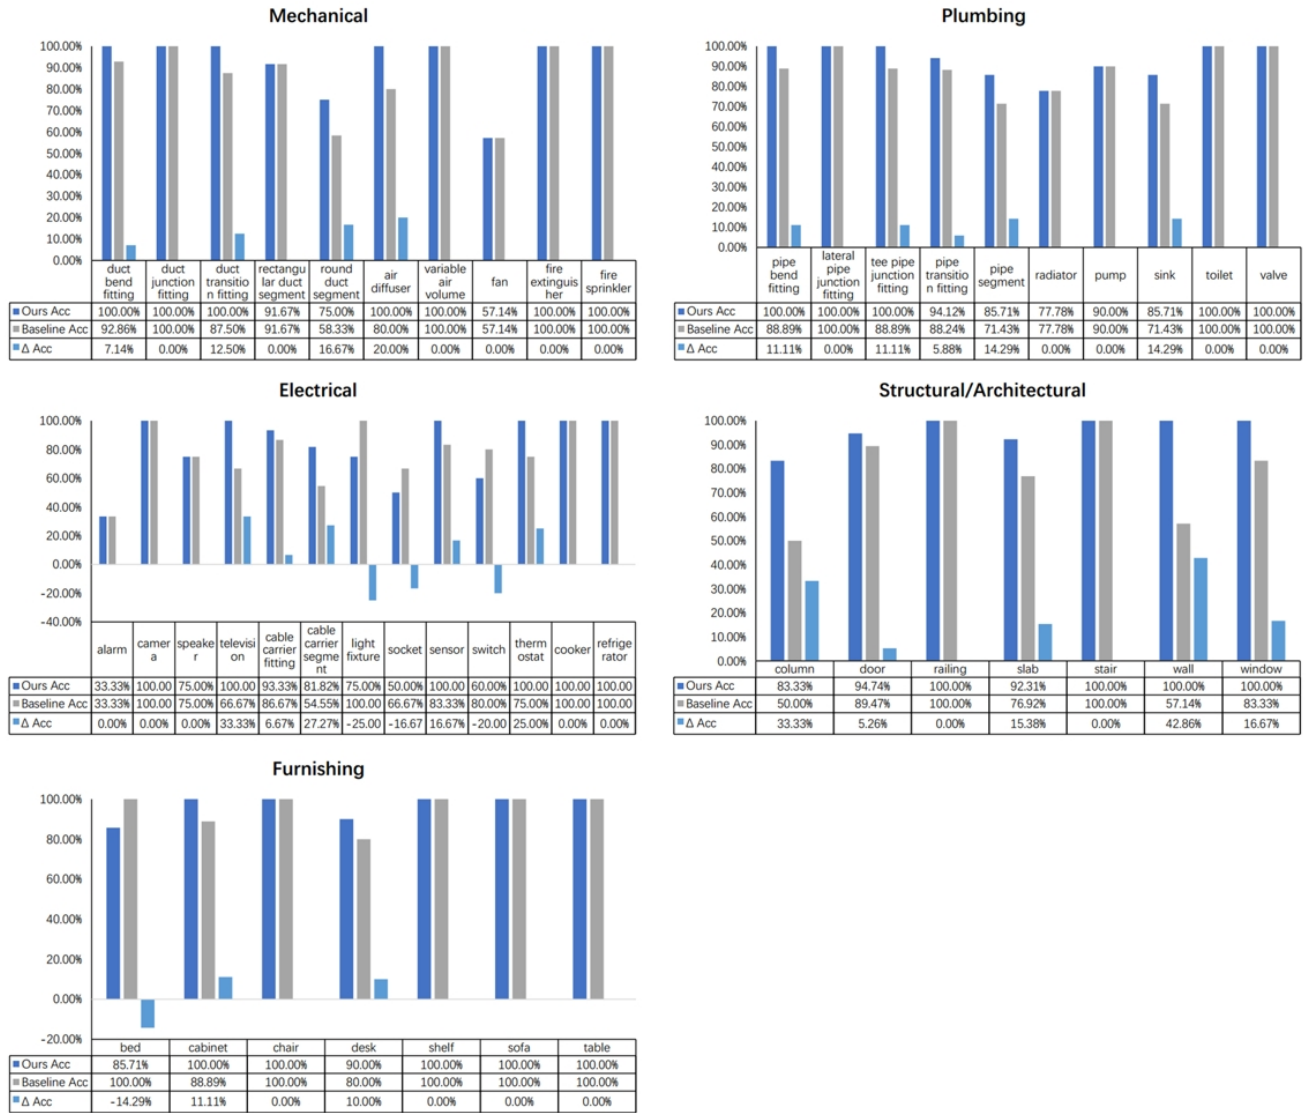 Mechanical
100.00%
90.00%
80.00%
70.00%
60.00%
50.00%
40.00%
30.00%
20.00%
10.00%
0.00%
duct bend fitting
duct junction fitting
duct transitio n fitting
rectangu lar duct segment
round duct segment
air diffuser
variable air volume
fan
fire extinguis her
fire sprinkler
Ours Acc 100.00% 100.00% 100.00% 91.67% 75.00% 100.00% 100.00% 57.14% 100.00% 100.00%
Baseline Acc 92.86% 100.00% 87.50% 91.67% 58.33% 80.00% 100.00% 57.14% 100.00% 100.00%
Δ Acc 7.14% 0.00% 12.50% 0.00% 16.67% 20.00% 0.00% 0.00% 0.00% 0.00%
Plumbing
100.00%
90.00%
80.00%
70.00%
60.00%
50.00%
40.00%
30.00%
20.00%
10.00%
0.00%
pipe bend fitting
lateral pipe junction fitting
tee pipe junction fitting
pipe transitio n fitting
pipe segment
radiator
pump
sink
toilet
valve
Ours Acc 100.00% 100.00% 100.00% 94.12% 85.71% 77.78% 90.00% 85.71% 100.00% 100.00%
Baseline Acc 88.89% 100.00% 88.89% 88.24% 71.43% 77.78% 90.00% 71.43% 100.00% 100.00%
Δ Acc 11.11% 0.00% 11.11% 5.88% 14.29% 0.00% 0.00% 14.29% 0.00% 0.00%
Electrical
100.00%
80.00%
60.00%
40.00%
20.00%
0.00%
-20.00%
-40.00%
alarm
camer a
speake r
televisi on
cable carrier fitting
cable carrier segme nt
light fixture
socket
sensor
switch
therm ostat
cooker
refrige rator
Ours Acc 33.33% 100.00 75.00% 100.00 93.33% 81.82% 75.00% 50.00% 100.00 60.00% 100.00 100.00 100.00
Baseline Acc 33.33% 100.00 75.00% 66.67% 86.67% 54.55% 100.00 66.67% 83.33% 80.00% 75.00% 100.00 100.00
Δ Acc 0.00% 0.00% 0.00% 33.33% 6.67% 27.27% -25.00 -16.67 16.67% -20.00 25.00% 0.00% 0.00%
Structural/Architectural
100.00%
90.00%
80.00%
70.00%
60.00%
50.00%
40.00%
30.00%
20.00%
10.00%
0.00%
column door railing slab stair wall window
Ours Acc 83.33% 94.74% 100.00% 92.31% 100.00% 100.00% 100.00%
Baseline Acc 50.00% 89.47% 100.00% 76.92% 100.00% 57.14% 83.33%
Δ Acc 33.33% 5.26% 0.00% 15.38% 0.00% 42.86% 16.67%
Furnishing
100.00%
80.00%
60.00%
40.00%
20.00%
0.00%
-20.00%
bed cabinet chair desk shelf sofa table
Ours Acc 85.71% 100.00% 100.00% 90.00% 100.00% 100.00% 100.00%
Baseline Acc 100.00% 88.89% 100.00% 80.00% 100.00% 100.00% 100.00%
Δ Acc -14.29% 11.11% 0.00% 10.00% 0.00% 0.00% 0.00%